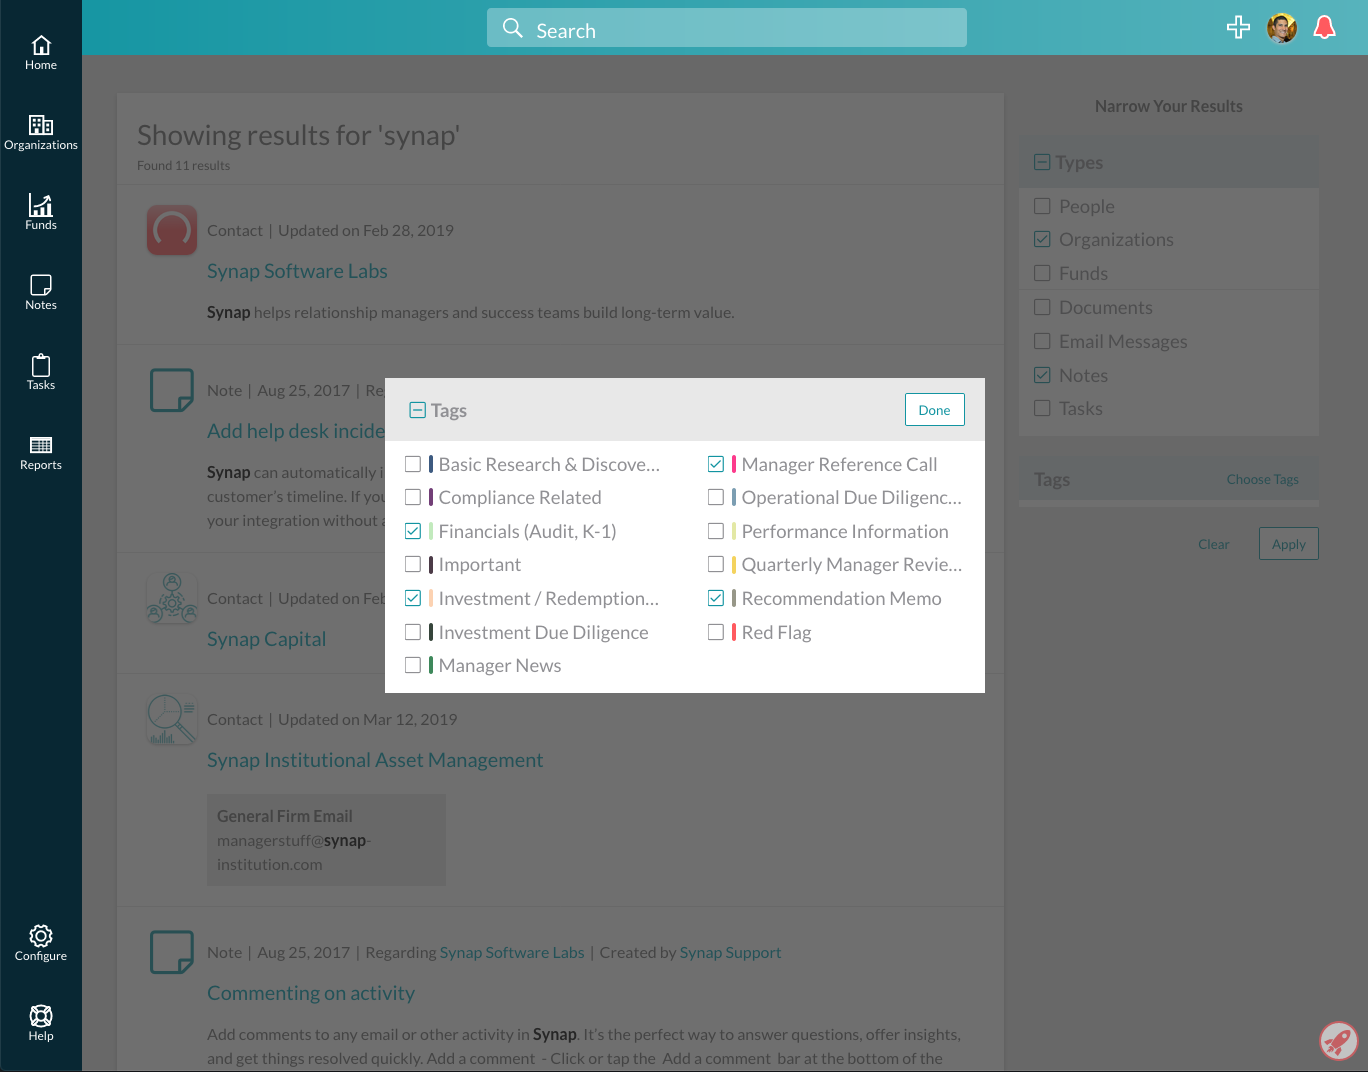 Search
Home
Organizations
Funds
Notes
Tasks
Reports
Configure
Help
Showing results for 'synap'
Found 11 results
Contact | Updated on Feb 28, 2019
Synap Software Labs
Synap helps relationship managers and success teams build long-term value.
Note | Aug 25, 2017 | Re
Add help desk incide
Synap can automatically i
customer's timeline. If you
your integration without a
Contact | Updated on Feb
Synap Capital
Contact | Updated on Mar 12, 2019
Synap Institutional Asset Management
General Firm Email
managerstuff@synap-
institution.com
Note | Aug 25, 2017 | Regarding Synap Software Labs | Created by Synap Support
Commenting on activity
Add comments to any email or other activity in Synap. It's the perfect way to answer questions, offer insights,
and get things resolved quickly. Add a comment - Click or tap the Add a comment bar at the bottom of the
Tags
Done
Basic Research & Discove...
Compliance Related
Financials (Audit, K-1)
Important
Investment / Redemption...
Investment Due Diligence
Manager News
Manager Reference Call
Operational Due Diligenc...
Performance Information
Quarterly Manager Revie...
Recommendation Memo
Red Flag
Narrow Your Results
Types
People
Organizations
Funds
Documents
Email Messages
Notes
Tasks
Tags
Choose Tags
Clear
Apply